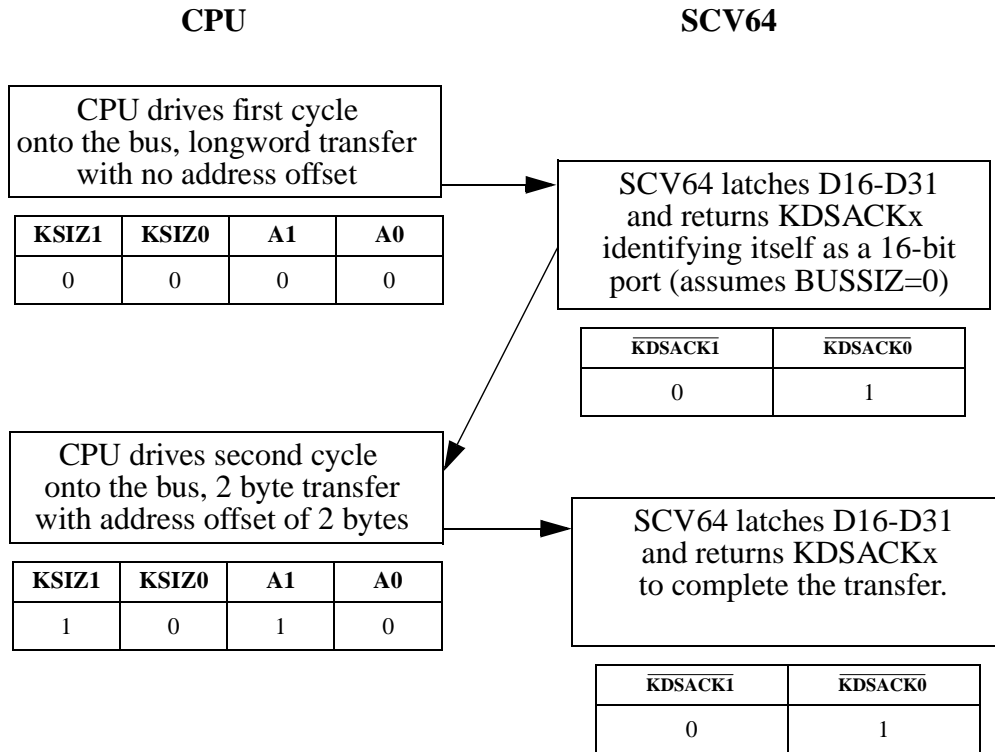 CPU
SCV64
CPU drives first cycle
onto the bus, longword transfer
with no address offset
KSIZ1 KSIZ0 A1 A0
0 0 0 0
SCV64 latches D16-D31
and returns KDSACKx
identifying itself as a 16-bit
port (assumes BUSSIZ=0)
KDSACK1 KDSACK0
0 1
CPU drives second cycle
onto the bus, 2 byte transfer
with address offset of 2 bytes
KSIZ1 KSIZ0 A1 A0
1 0 1 0
SCV64 latches D16-D31
and returns KDSACKx
to complete the transfer.
KDSACK1 KDSACK0
0 1